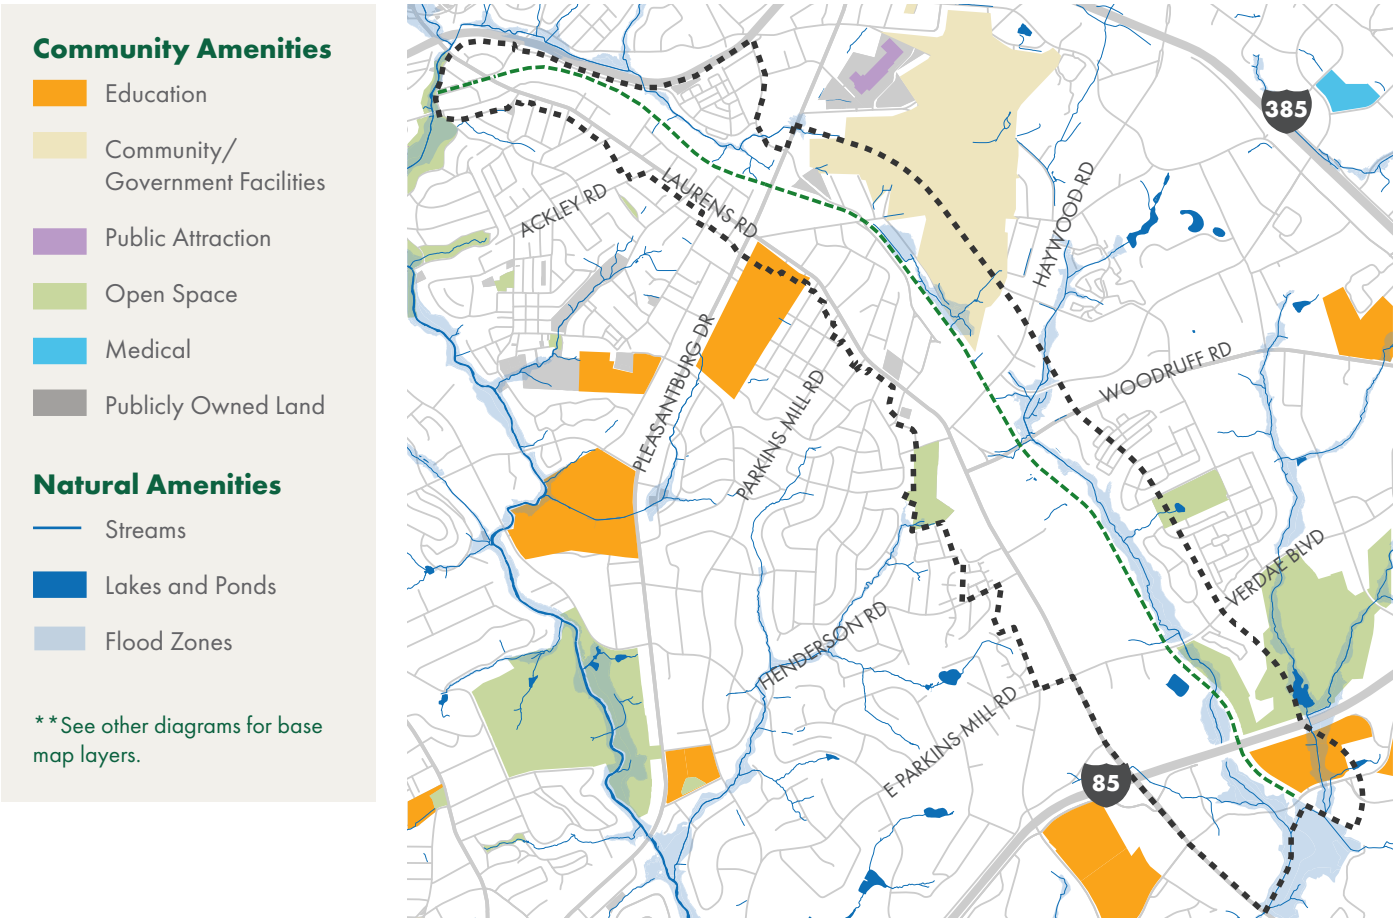 Community Amenities
Education
Community/
Government Facilities
Public Attraction
Open Space
Medical
Publicly Owned Land
Natural Amenities
Streams
Lakes and Ponds
Flood Zones
**See other diagrams for base
map layers.
385
HAYWOOD RD
LAURENS RD
ACKLEY RD
PLEASANTBURG DR
PARKINS MILL RD
WOODRUFF RD
VERDAE BLVD
HENDERSON RD
E PARKINS MILL RD
85